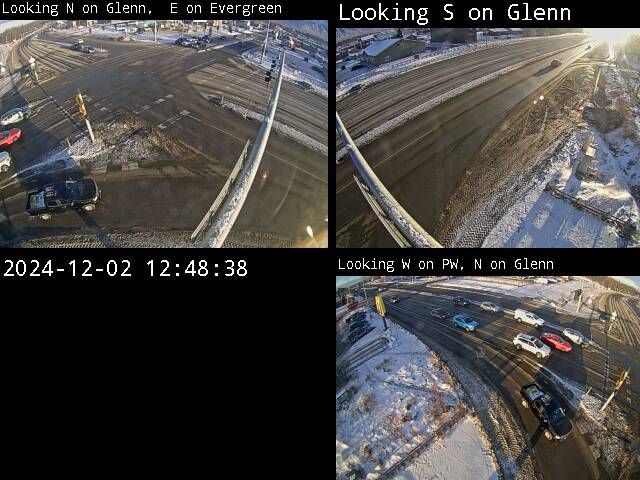 Looking N on Glenn,  E on Evergreen
Looking S on Glenn
2024-12-02 12:48:38
Looking W on PW, N on Glenn